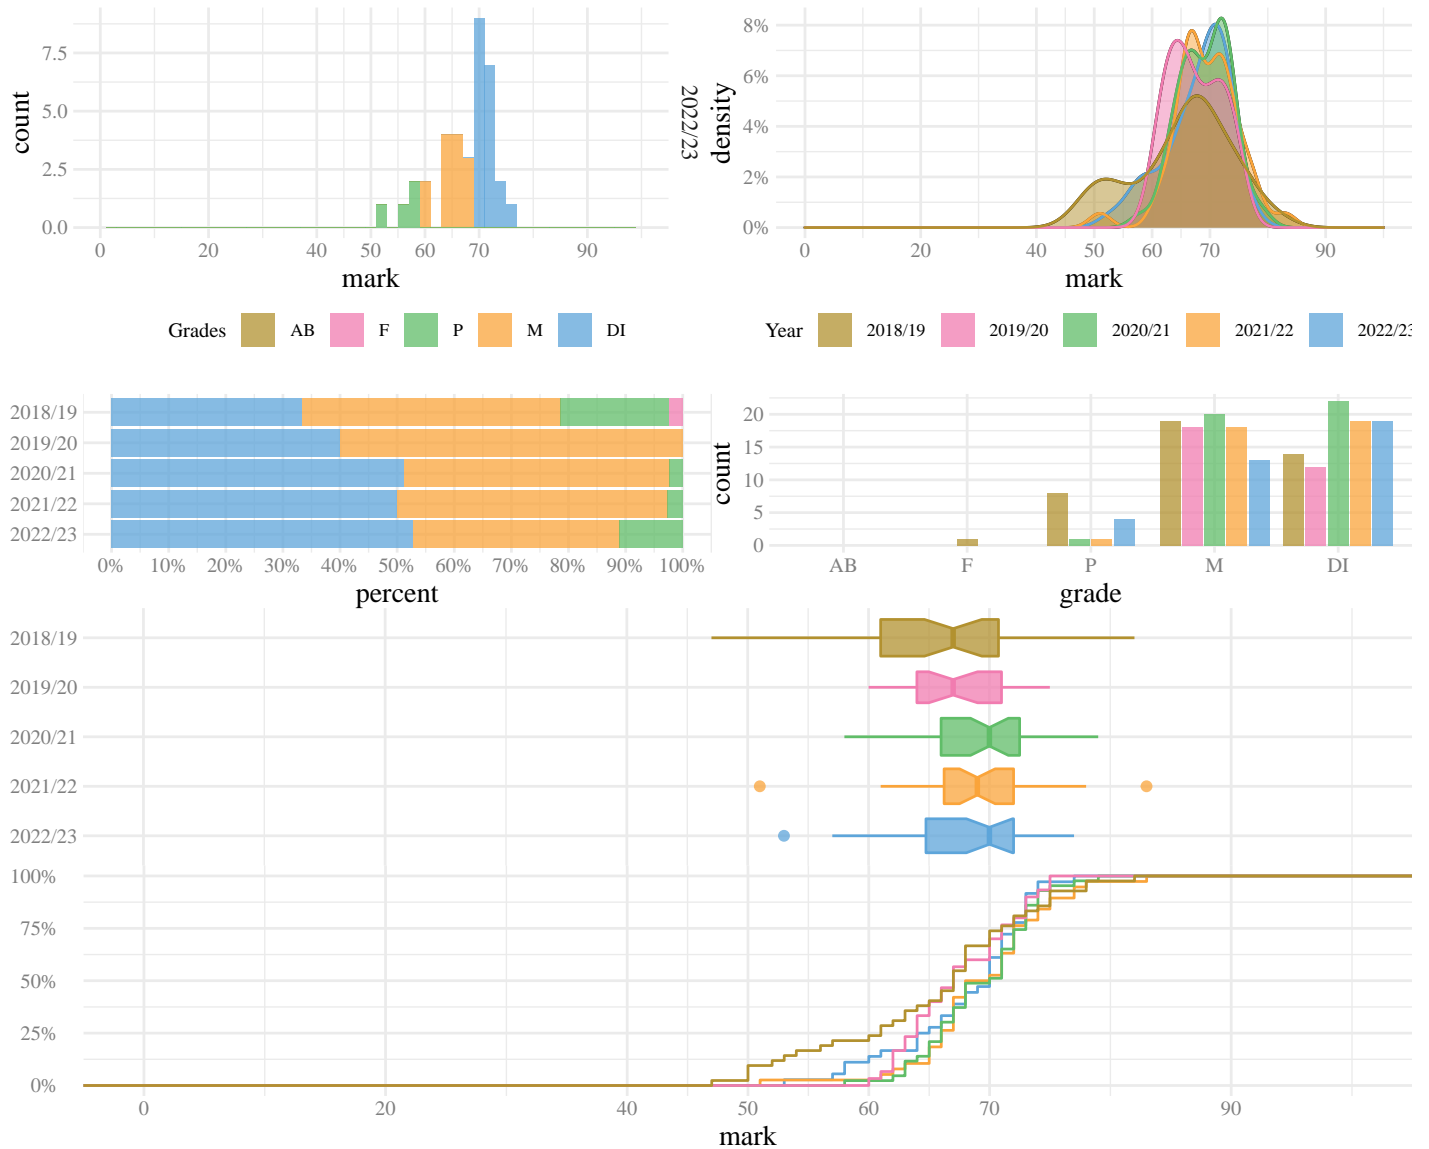 7.5
5.0
2.5
0.0
count
0 20 40 50 60 70 90
mark
2022/23
Grades AB F P M DI
8%
6%
4%
2%
0%
density
0 20 40 50 60 70 90
mark
Year 2018/19 2019/20 2020/21 2021/22 2022/23
2018/19
2019/20
2020/21
2021/22
2022/23
0% 10% 20% 30% 40% 50% 60% 70% 80% 90% 100%
percent
20
15
10
5
0
count
AB F P M DI
grade
2018/19
2019/20
2020/21
2021/22
2022/23
100%
75%
50%
25%
0%
0 20 40 50 60 70 90
mark